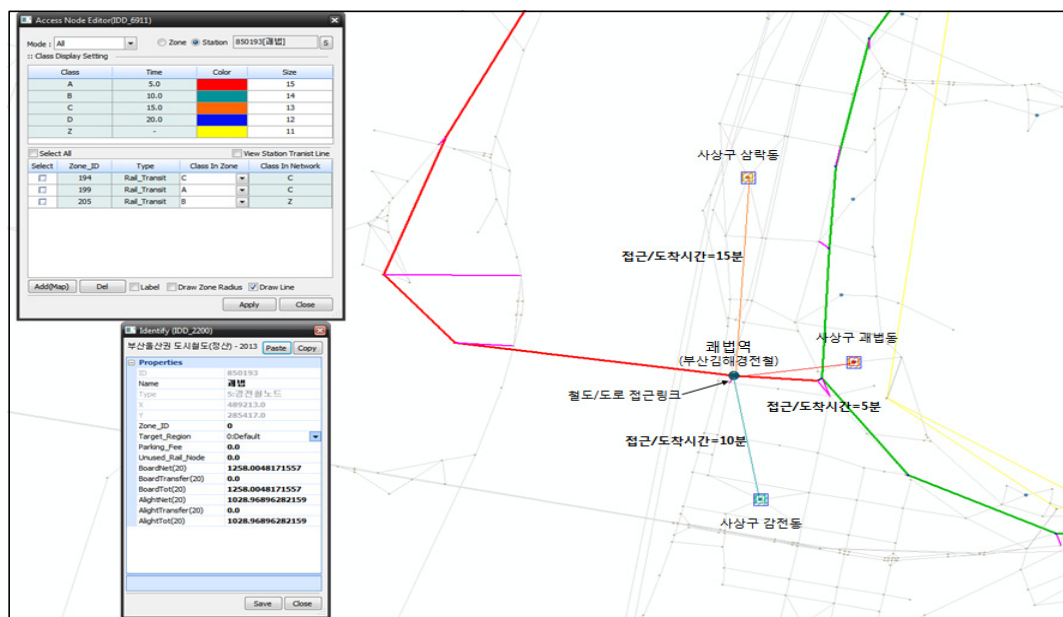 Access Node Editor(IDD_6911)
Mode : All Zone Station 850193[괘법] S
:: Class Display Setting
Class Time Color Size
A 5.0 15
B 10.0 14
C 15.0 13
D 20.0 12
Z - 11
Select All View Station Tranist Line
Select Zone_ID Type Class In Zone Class In Network
194 Rail_Transit C C
199 Rail_Transit A C
205 Rail_Transit B Z
Add(Map) Del Label Draw Zone Radius Draw Line
Apply Close
Identify (IDD_2200)
부산울산권 도시철도(정산) - 2013 Paste Copy
Properties
ID 850193
Name 괘법
Type 5:경전철노드
X 489213.0
Y 285417.0
Zone_ID 0
Target_Region 0:Default
Parking_Fee 0.0
Unused_Rail_Node 0.0
BoardNet(20) 1258.0048171557
BoardTransfer(20) 0.0
BoardTot(20) 1258.0048171557
AlightNet(20) 1028.96896282159
AlightTransfer(20) 0.0
AlightTot(20) 1028.96896282159
Save Close
사상구 삼락동
접근/도착시간=15분
괘법역
(부산김해경전철)
사상구 괘법동
철도/도로 접근링크
접근/도착시간=5분
접근/도착시간=10분
사상구 감전동